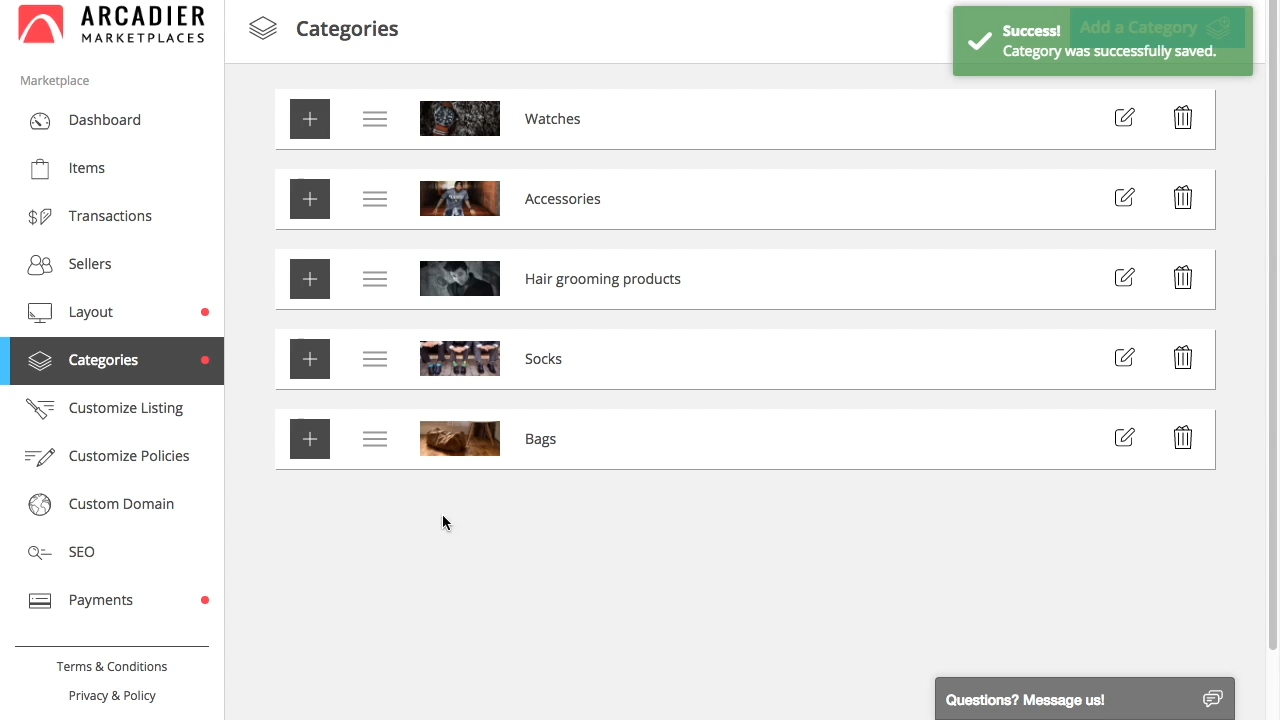 ARCADIER
MARKETPLACES
Categories
Add a Category
Success!
Category was successfully saved.
Marketplace
Dashboard
Items
Transactions
Sellers
Layout
Categories
Customize Listing
Customize Policies
Custom Domain
SEO
Payments
Terms & Conditions
Privacy & Policy
Watches
Accessories
Hair grooming products
Socks
Bags
Questions? Message us!